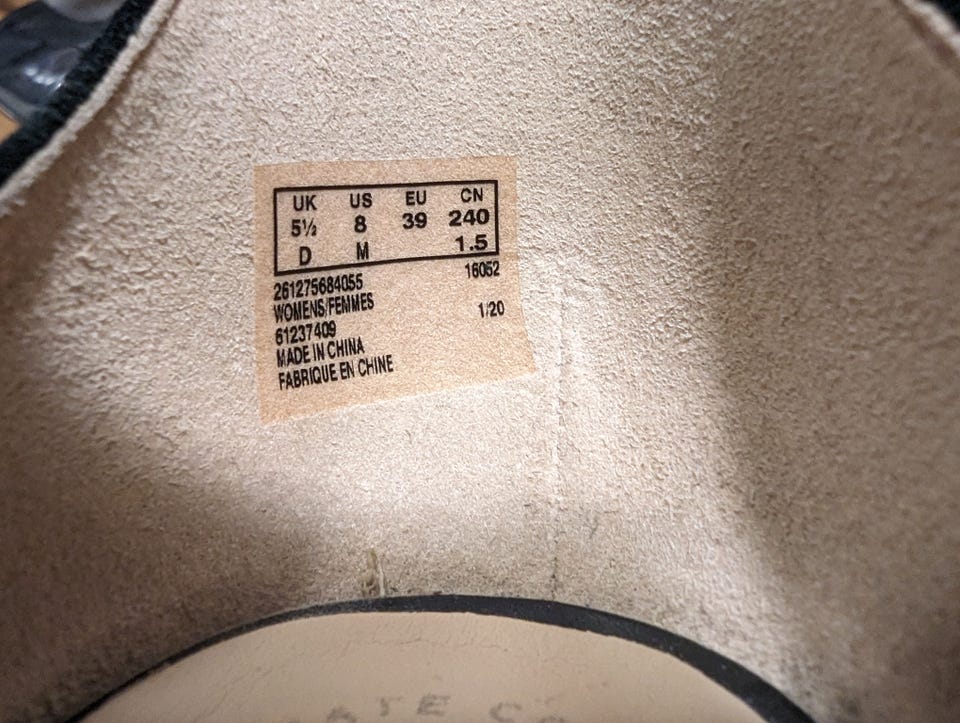 UK US EU CN
5½ 8 39 240
D M 1.5
261275684055 16052
WOMENS/FEMMES 1/20
61237409
MADE IN CHINA
FABRIQUE EN CHINE